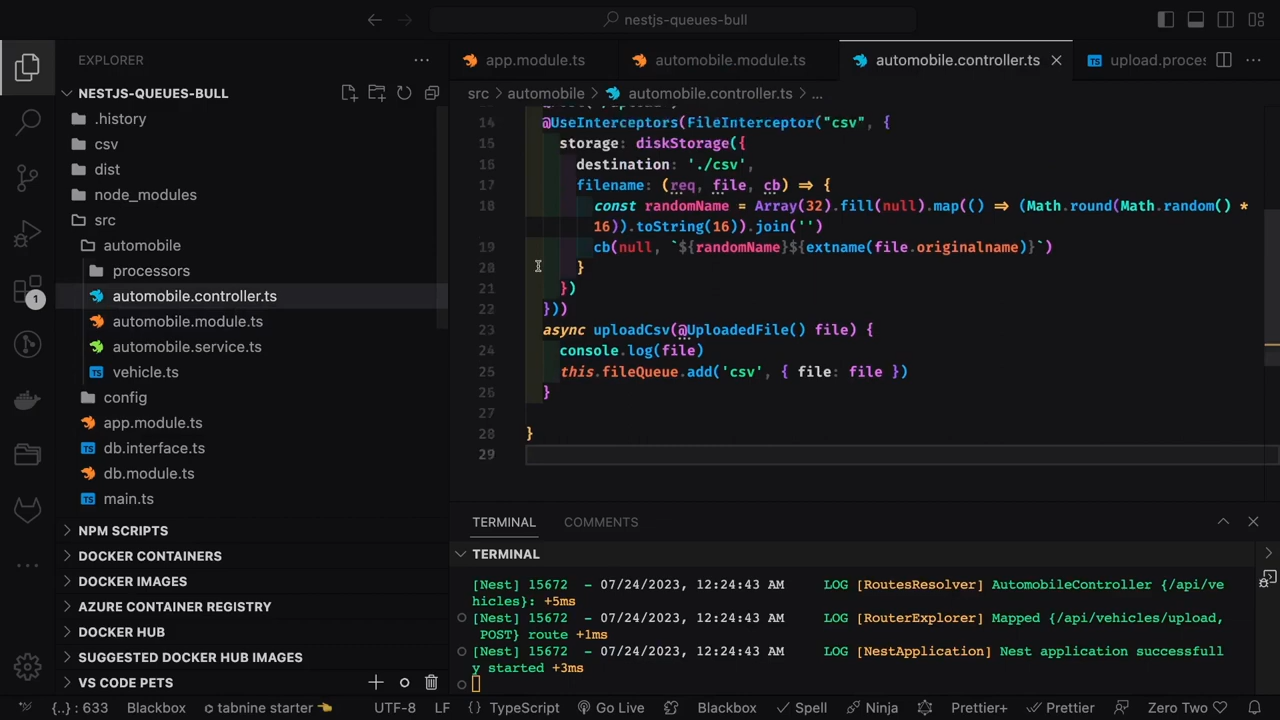 nestjs-queues-bull
EXPLORER
NESTJS-QUEUES-BULL
.history
csv
dist
node_modules
src
automobile
processors
automobile.controller.ts
automobile.module.ts
automobile.service.ts
vehicle.ts
config
app.module.ts
db.interface.ts
db.module.ts
main.ts
NPM SCRIPTS
DOCKER CONTAINERS
DOCKER IMAGES
AZURE CONTAINER REGISTRY
DOCKER HUB
SUGGESTED DOCKER HUB IMAGES
VS CODE PETS
1
app.module.ts automobile.module.ts automobile.controller.ts TS upload.proces
src > automobile > automobile.controller.ts > ...
14 @UseInterceptors(FileInterceptor("csv", {
15 storage: diskStorage({
16 destination: './csv',
17 filename: (req, file, cb) => {
18 const randomName = Array(32).fill(null).map(() => (Math.round(Math.random() *
16)).toString(16)).join('')
19 cb(null, `${randomName}${extname(file.originalname)}`)
20 }
21 })
22 }))
23 async uploadCsv(@UploadedFile() file) {
24 console.log(file)
25 this.fileQueue.add('csv', { file: file })
26 }
27
28 }
29
TERMINAL COMMENTS
TERMINAL
[Nest] 15672 - 07/24/2023, 12:24:43 AM LOG [RoutesResolver] AutomobileController {/api/ve
hicles}: +5ms
[Nest] 15672 - 07/24/2023, 12:24:43 AM LOG [RouterExplorer] Mapped {/api/vehicles/upload,
POST} route +1ms
[Nest] 15672 - 07/24/2023, 12:24:43 AM LOG [NestApplication] Nest application successfull
y started +3ms
{..} : 633 Blackbox tabnine starter UTF-8 LF { } TypeScript Go Live Blackbox Spell Ninja Prettier+ Prettier Zero Two